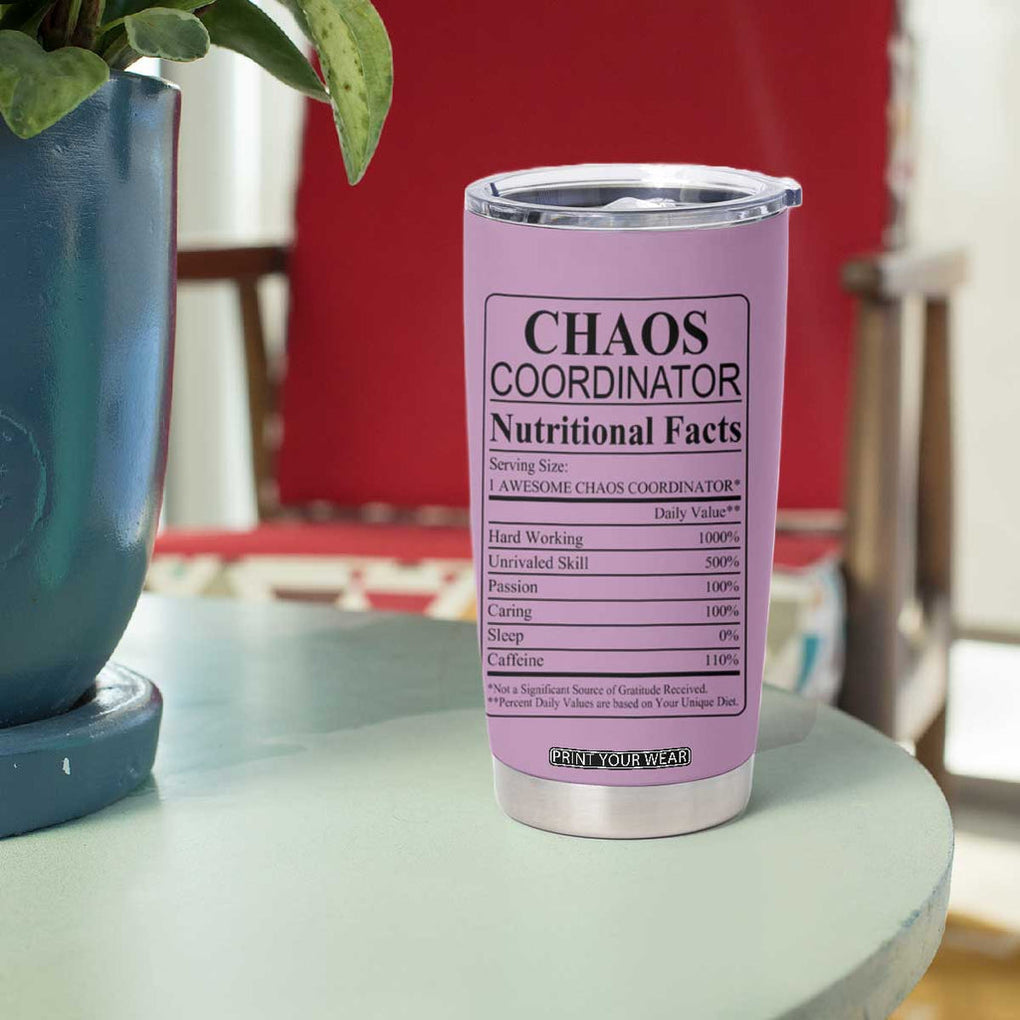 CHAOS
COORDINATOR
Nutritional Facts
Serving Size:
1 AWESOME CHAOS COORDINATOR*
Daily Value**
Hard Working 1000%
Unrivaled Skill 500%
Passion 100%
Caring 100%
Sleep 0%
Caffeine 110%
*Not a Significant Source of Gratitude Received.
**Percent Daily Values are based on Your Unique Diet.
PRINT YOUR WEAR